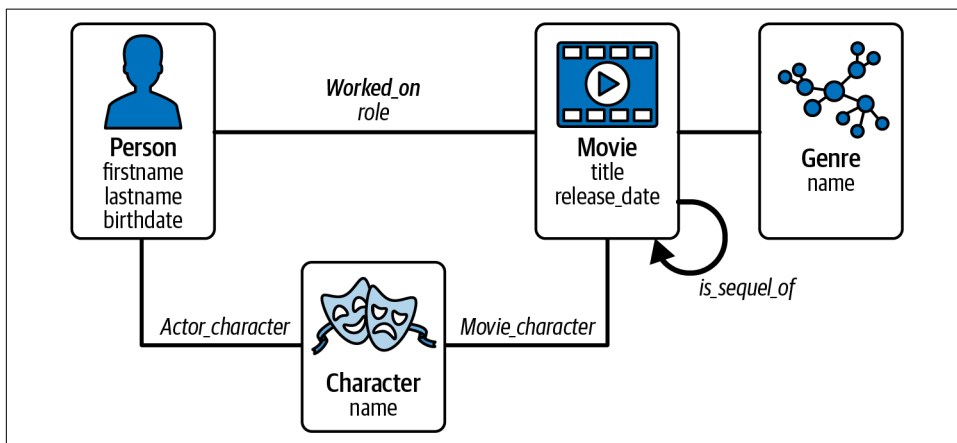 Person
firstname
lastname
birthdate
Worked_on
role
Movie
title
release_date
Genre
name
is_sequel_of
Actor_character
Character
name
Movie_character